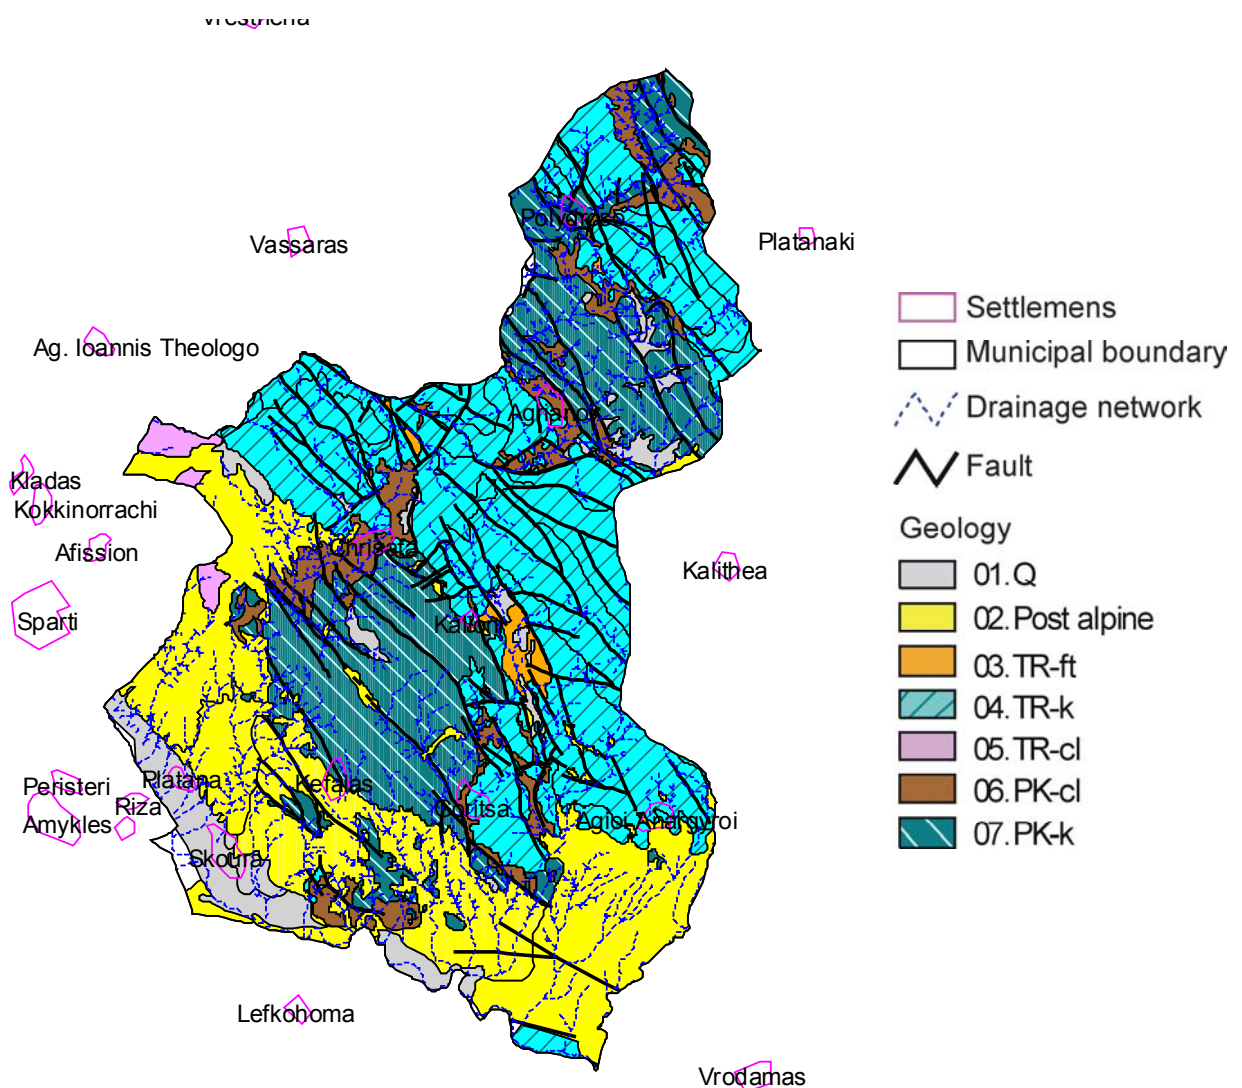 Vassaras
Platanaki
Ag. Ioannis Theologo
Kladas
Kokkinorrachi
Afission
Chrisafa
Kalithea
Sparti
Peristeri
Platana
Kefalas
Riza
Amykles
Goritsa
Agioi Anargyroi
Skoura
Lefkohoma
Vrodamas
Settlemens
Municipal boundary
Drainage network
Fault
Geology
01. Q
02. Post alpine
03. TR-ft
04. TR-k
05. TR-cl
06. PK-cl
07. PK-k